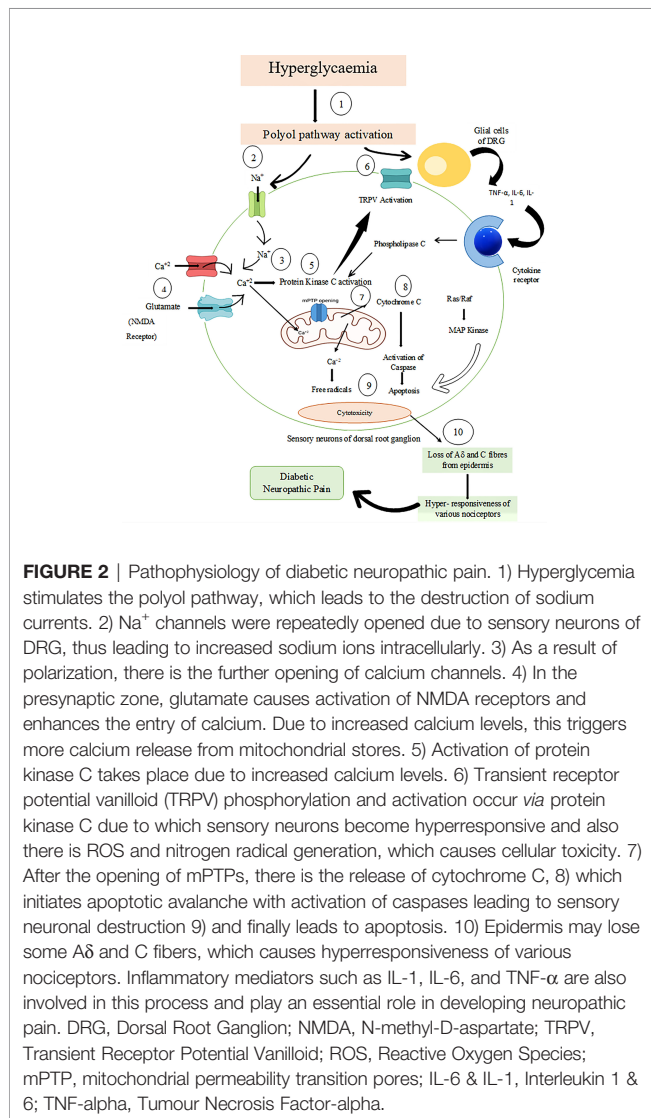 Hyperglycaemia
1
Polyol pathway activation
Glial cells
of DRG
2
6
Na⁺
TRPV Activation
TNF-α, IL-6, IL-
1
Phospholipase C
Cytokine
receptor
Na⁺
3
5
Ca⁺²
Ca⁺²
Protein Kinase C activation
8
4
mPTP opening
7
Cytochrome C
Ras/Raf
Glutamate
(NMDA
Receptor)
Ca⁺²
MAP Kinase
Ca⁺²
Activation of
Caspase
Free radicals
9
Apoptosis
Cytotoxicity
Sensory neurons of dorsal root ganglion
10
Loss of Aδ and C fibres
from epidermis
Diabetic
Neuropathic Pain
Hyper- responsiveness of
various nociceptors
FIGURE 2 | Pathophysiology of diabetic neuropathic pain. 1) Hyperglycemia
stimulates the polyol pathway, which leads to the destruction of sodium
currents. 2) Na⁺ channels were repeatedly opened due to sensory neurons of
DRG, thus leading to increased sodium ions intracellularly. 3) As a result of
polarization, there is the further opening of calcium channels. 4) In the
presynaptic zone, glutamate causes activation of NMDA receptors and
enhances the entry of calcium. Due to increased calcium levels, this triggers
more calcium release from mitochondrial stores. 5) Activation of protein
kinase C takes place due to increased calcium levels. 6) Transient receptor
potential vanilloid (TRPV) phosphorylation and activation occur via protein
kinase C due to which sensory neurons become hyperresponsive and also
there is ROS and nitrogen radical generation, which causes cellular toxicity. 7)
After the opening of mPTPs, there is the release of cytochrome C, 8) which
initiates apoptotic avalanche with activation of caspases leading to sensory
neuronal destruction 9) and finally leads to apoptosis. 10) Epidermis may lose
some Aδ and C fibers, which causes hyperresponsiveness of various
nociceptors. Inflammatory mediators such as IL-1, IL-6, and TNF-α are also
involved in this process and play an essential role in developing neuropathic
pain. DRG, Dorsal Root Ganglion; NMDA, N-methyl-D-aspartate; TRPV,
Transient Receptor Potential Vanilloid; ROS, Reactive Oxygen Species;
mPTP, mitochondrial permeability transition pores; IL-6 & IL-1, Interleukin 1 &
6; TNF-alpha, Tumour Necrosis Factor-alpha.